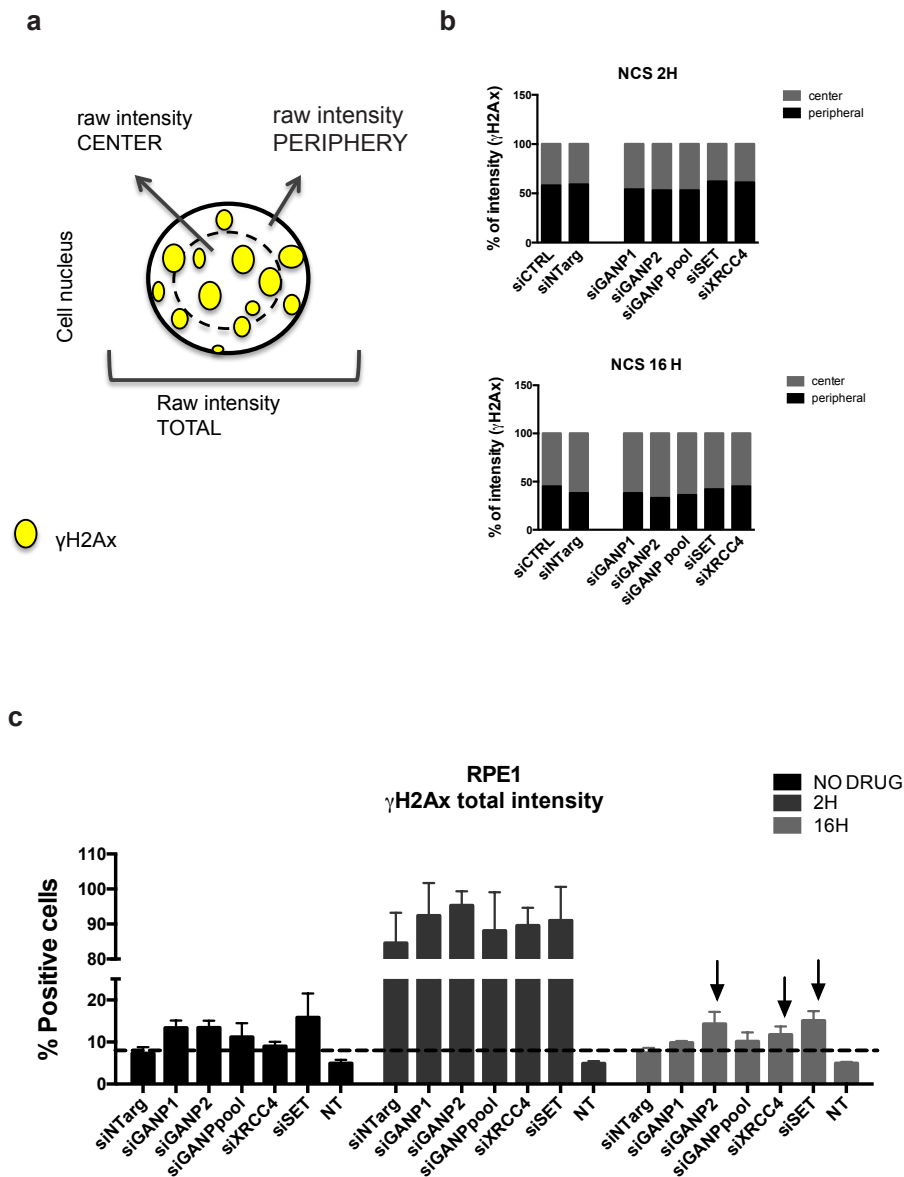 a
raw intensity
CENTER
raw intensity
PERIPHERY
Cell nucleus
Raw intensity
TOTAL
γH2Ax
b
NCS 2H
% of intensity (γH2Ax)
150
100
50
0
siCTRL
siNTarg
siGANP1
siGANP2
siGANP pool
siSET
siXRCC4
center
peripheral
NCS 16 H
% of intensity (γH2Ax)
150
100
50
0
siCTRL
siNTarg
siGANP1
siGANP2
siGANP pool
siSET
siXRCC4
center
peripheral
c
RPE1
γH2Ax total intensity
NO DRUG
2H
16H
% Positive cells
110
100
90
80
20
10
0
siNTarg
siGANP1
siGANP2
siGANPpool
siXRCC4
siSET
NT
siNTarg
siGANP1
siGANP2
siGANPpool
siXRCC4
siSET
NT
siNTarg
siGANP1
siGANP2
siGANPpool
siXRCC4
siSET
NT